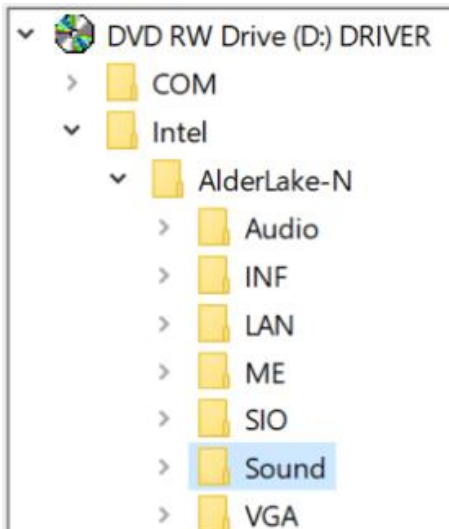 DVD RW Drive (D:) DRIVER
COM
Intel
AlderLake-N
Audio
INF
LAN
ME
SIO
Sound
VGA